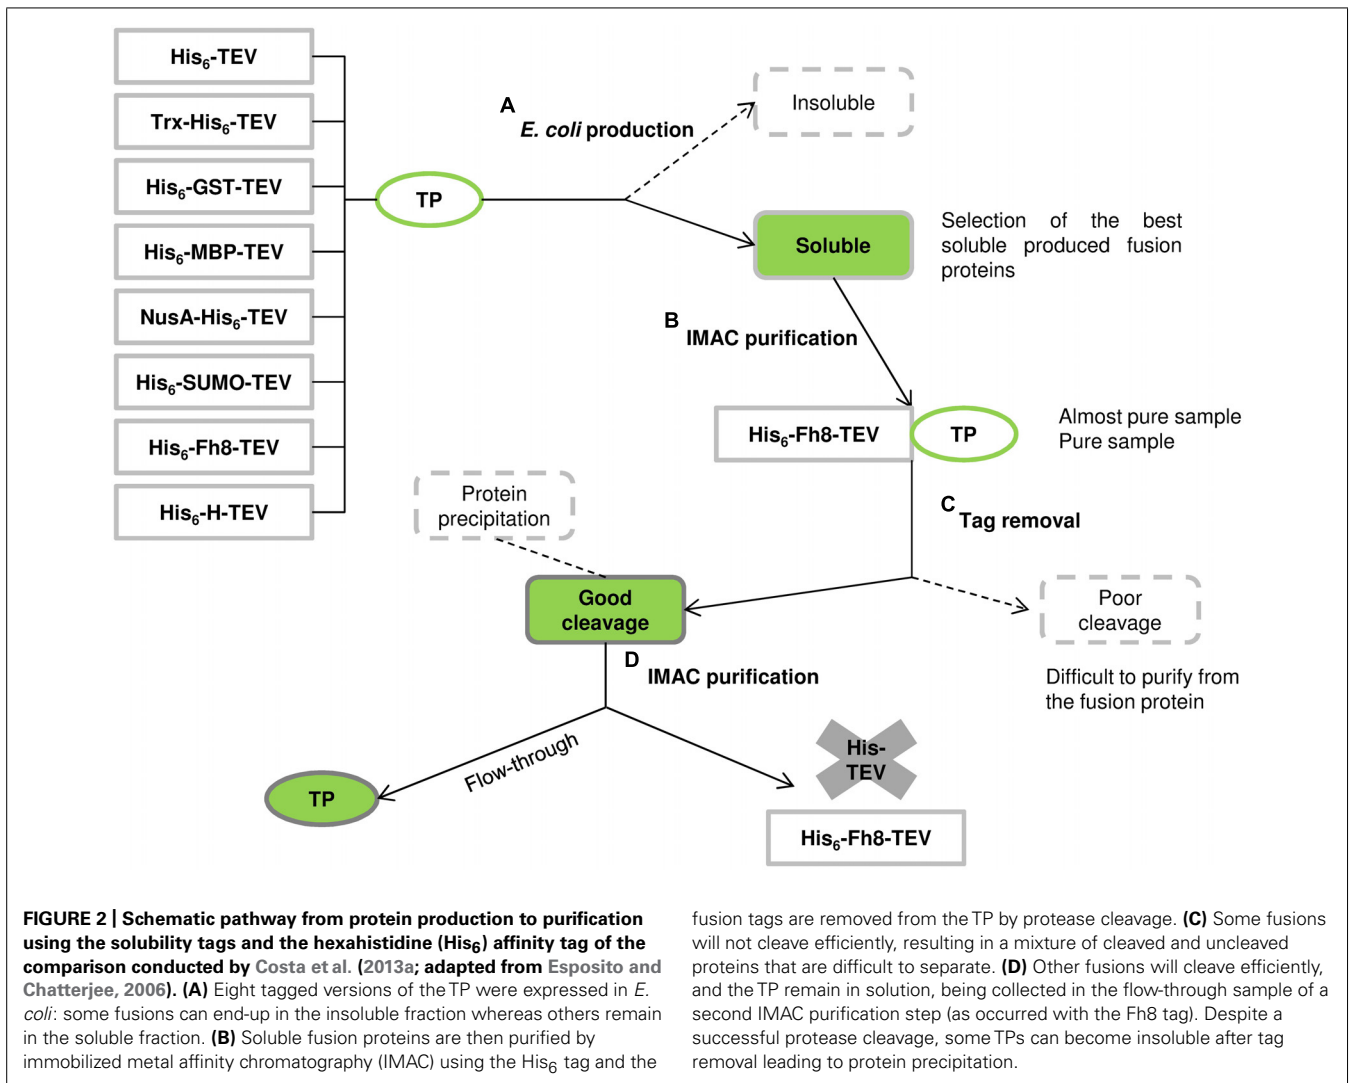 His6-TEV
Trx-His6-TEV
His6-GST-TEV
His6-MBP-TEV
NusA-His6-TEV
His6-SUMO-TEV
His6-Fh8-TEV
His6-H-TEV
TP
A
E. coli production
Insoluble
Soluble
Selection of the best
soluble produced fusion
proteins
B
IMAC purification
His6-Fh8-TEV
TP
Almost pure sample
Pure sample
C
Tag removal
Protein
precipitation
Good
cleavage
Poor
cleavage
Difficult to purify from
the fusion protein
D
IMAC purification
Flow-through
TP
His-
TEV
His6-Fh8-TEV
FIGURE 2 | Schematic pathway from protein production to purification
using the solubility tags and the hexahistidine (His6) affinity tag of the
comparison conducted by Costa et al. (2013a; adapted from Esposito and
Chatterjee, 2006). (A) Eight tagged versions of the TP were expressed in E.
coli: some fusions can end-up in the insoluble fraction whereas others remain
in the soluble fraction. (B) Soluble fusion proteins are then purified by
immobilized metal affinity chromatography (IMAC) using the His6 tag and the
fusion tags are removed from the TP by protease cleavage. (C) Some fusions
will not cleave efficiently, resulting in a mixture of cleaved and uncleaved
proteins that are difficult to separate. (D) Other fusions will cleave efficiently,
and the TP remain in solution, being collected in the flow-through sample of a
second IMAC purification step (as occurred with the Fh8 tag). Despite a
successful protease cleavage, some TPs can become insoluble after tag
removal leading to protein precipitation.